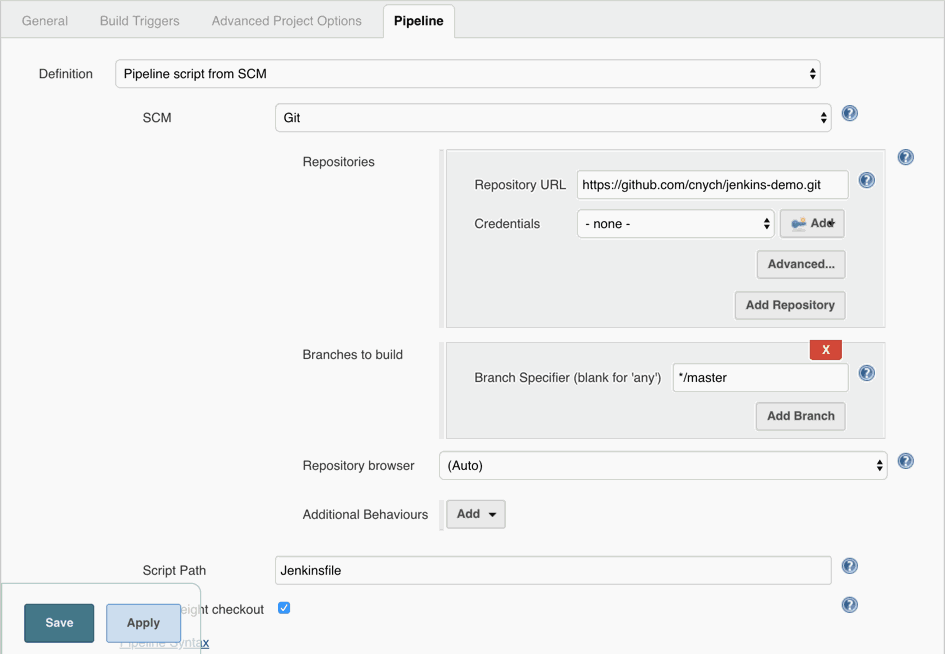 General Build Triggers Advanced Project Options Pipeline
Definition Pipeline script from SCM
SCM Git
Repositories
Repository URL https://github.com/cnych/jenkins-demo.git
Credentials - none - Add
Advanced...
Add Repository
Branches to build X
Branch Specifier (blank for 'any') */master
Add Branch
Repository browser (Auto)
Additional Behaviours Add
Script Path Jenkinsfile
eight checkout
Save Apply
Pipeline Syntax